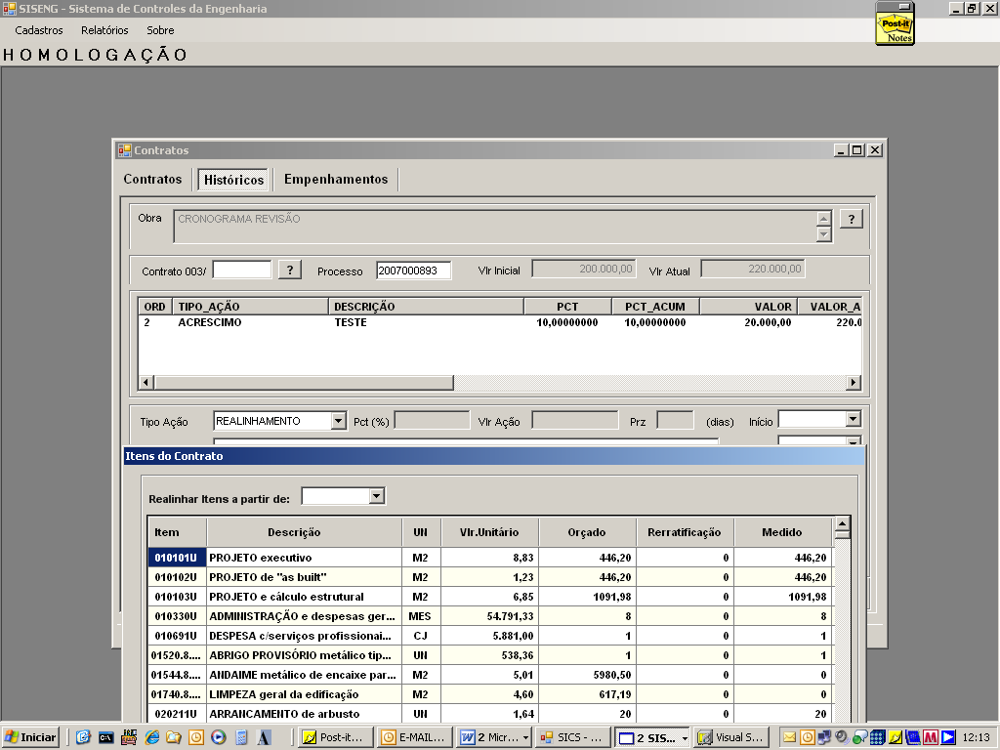 SISENG - Sistema de Controles da Engenharia
Cadastros Relatórios Sobre
Post-it Notes
HOMOLOGAÇÃO
Contratos
Contratos Históricos Empenhamentos
Obra CRONOGRAMA REVISÃO ?
Contrato 003/ ? Processo 2007000893 Vlr Inicial 200.000,00 Vlr Atual 220.000,00
ORD TIPO_AÇÃO DESCRIÇÃO PCT PCT_ACUM VALOR VALOR_A
2 ACRESCIMO TESTE 10,00000000 10,00000000 20.000,00 220.0
Tipo Ação REALINHAMENTO Pct (%) Vlr Ação Prz (dias) Início
Itens do Contrato
Realinhar Itens a partir de:
Item Descrição UN Vlr.Unitário Orçado Rerratificação Medido
010101U PROJETO executivo M2 8,83 446,20 0 446,20
010102U PROJETO de "as built" M2 1,23 446,20 0 446,20
010103U PROJETO e cálculo estrutural M2 6,85 1091,98 0 1091,98
010330U ADMINISTRAÇÃO e despesas ger... MES 54.791,33 8 0 8
010691U DESPESA c/serviços profissionai... CJ 5.881,00 1 0 1
01520.8.... ABRIGO PROVISÓRIO metálico tip... UN 538,36 1 0 1
01544.8.... ANDAIME metálico de encaixe par... M2 5,01 5980,50 0 0
01740.8.... LIMPEZA geral da edificação M2 4,60 617,19 0 0
020211U ARRANCAMENTO de arbusto UN 1,64 20 0 20
Iniciar Post-it... E-MAIL... 2 Micr... SICS - ... 2 SIS... Visual S... 12:13